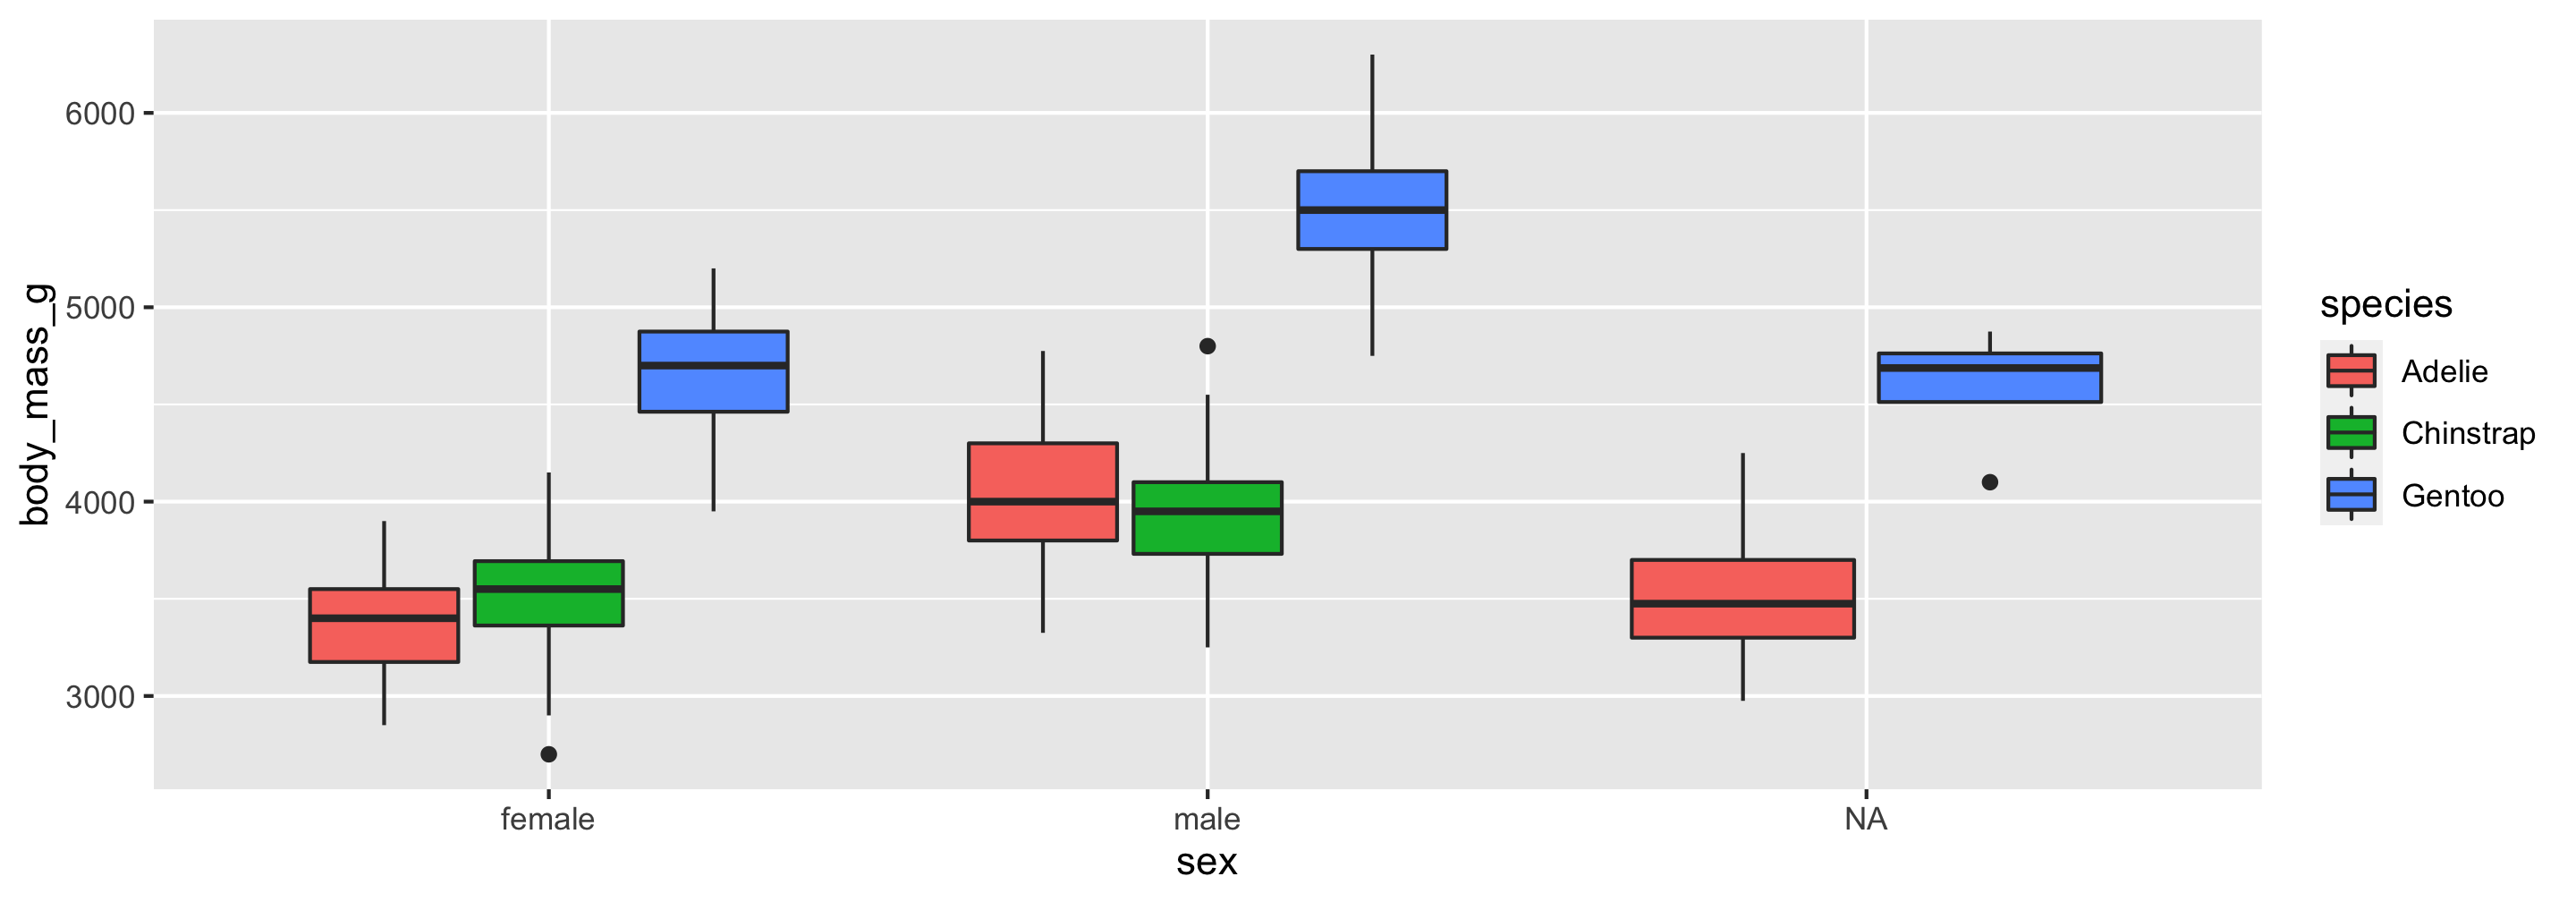 body_mass_g
6000
5000
4000
3000
female male NA
sex
species
Adelie
Chinstrap
Gentoo